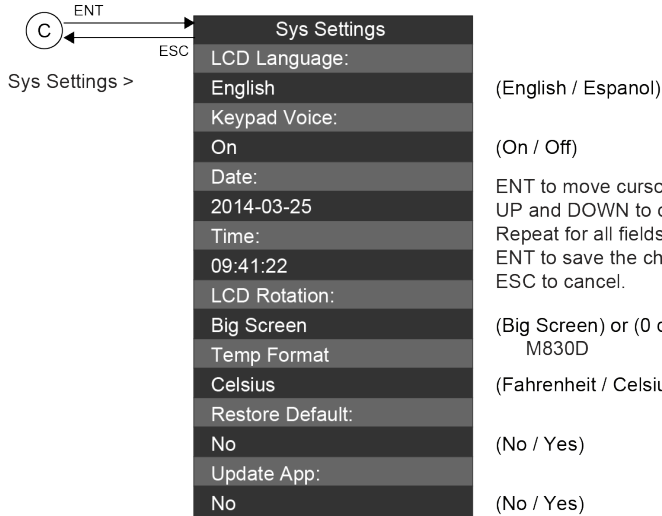 ENT
C
ESC
Sys Settings >
Sys Settings
LCD Language:
English
(English / Espanol)
Keypad Voice:
On
(On / Off)
Date:
2014-03-25
ENT to move
UP and DOWN to
Repeat for all fields
ENT to save the
ESC to cancel.
Time:
09:41:22
LCD Rotation:
Big Screen
(Big Screen) or (0
M830D
Temp Format
Celsius
(Fahrenheit /
Restore Default:
No
(No / Yes)
Update App:
No
(No / Yes)